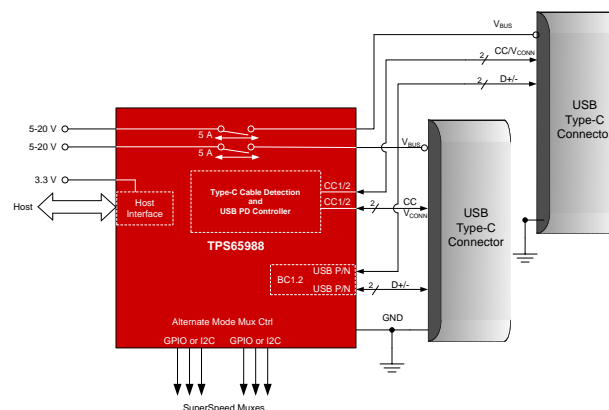 VBUS
CC/VCONN
2
D+/-
2
USB
Type-C
Connector
5-20 V
5 A
5-20 V
5 A
VBUS
3.3 V
Type-C Cable Detection
and
USB PD Controller
CC1/2
CC1/2
2
CC
VCONN
Host
Host
Interface
TPS65988
USB
Type-C
Connector
BC1.2
USB P/N
USB P/N
2
D+/-
GND
Alternate Mode Mux Ctrl
GPIO or I2C
GPIO or I2C
SuperSpeed Muxes